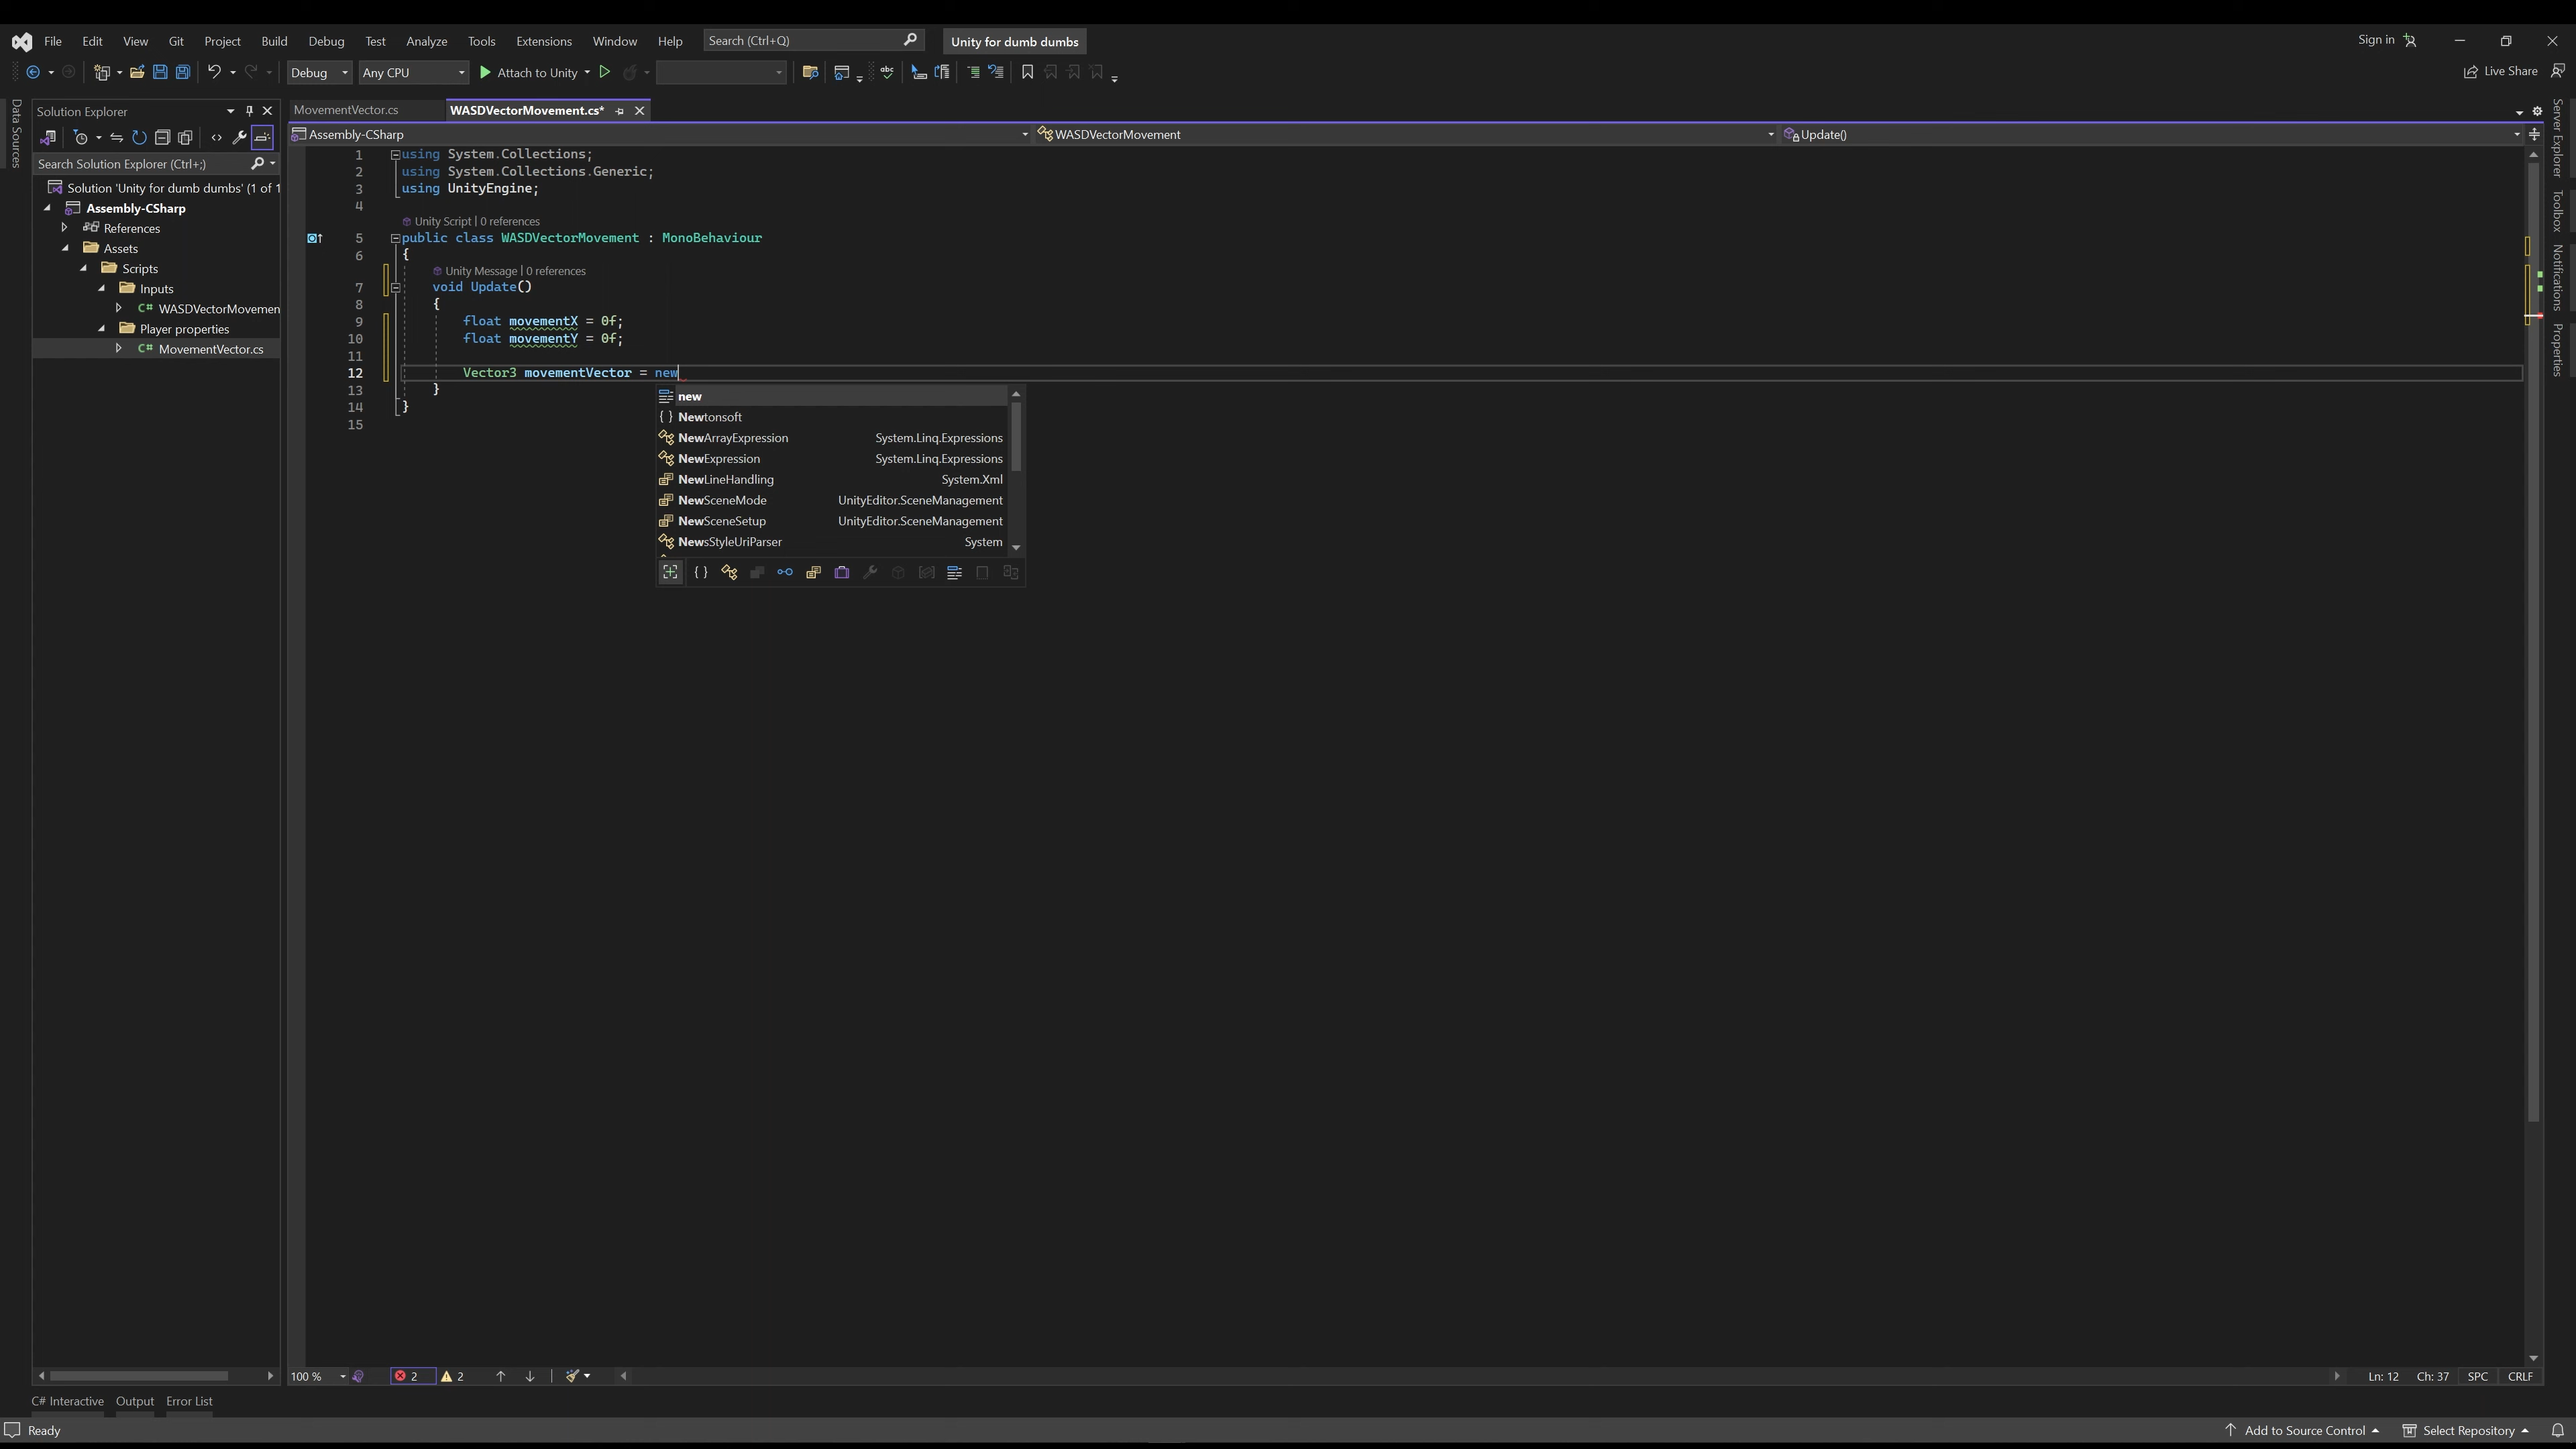 File Edit View Git Project Build Debug Test Analyze Tools Extensions Window Help Search (Ctrl+Q) Unity for dumb dumbs Sign in
Debug Any CPU Attach to Unity Live Share
Data Sources
Solution Explorer
Search Solution Explorer (Ctrl+;)
Solution 'Unity for dumb dumbs' (1 of 1
Assembly-CSharp
References
Assets
Scripts
Inputs
C# WASDVectorMovemen
Player properties
C# MovementVector.cs
MovementVector.cs WASDVectorMovement.cs*
Assembly-CSharp WASDVectorMovement Update()
1 using System.Collections;
2 using System.Collections.Generic;
3 using UnityEngine;
4
Unity Script | 0 references
5 public class WASDVectorMovement : MonoBehaviour
6 {
Unity Message | 0 references
7 void Update()
8 {
9 float movementX = 0f;
10 float movementY = 0f;
11
12 Vector3 movementVector = new
13 }
14 }
15
new
{ } Newtonsoft
NewArrayExpression System.Linq.Expressions
NewExpression System.Linq.Expressions
NewLineHandling System.Xml
NewSceneMode UnityEditor.SceneManagement
NewSceneSetup UnityEditor.SceneManagement
NewsStyleUriParser System
Server Explorer
Toolbox
Notifications
Properties
100 % 2 2 Ln: 12 Ch: 37 SPC CRLF
C# Interactive Output Error List
Ready Add to Source Control Select Repository